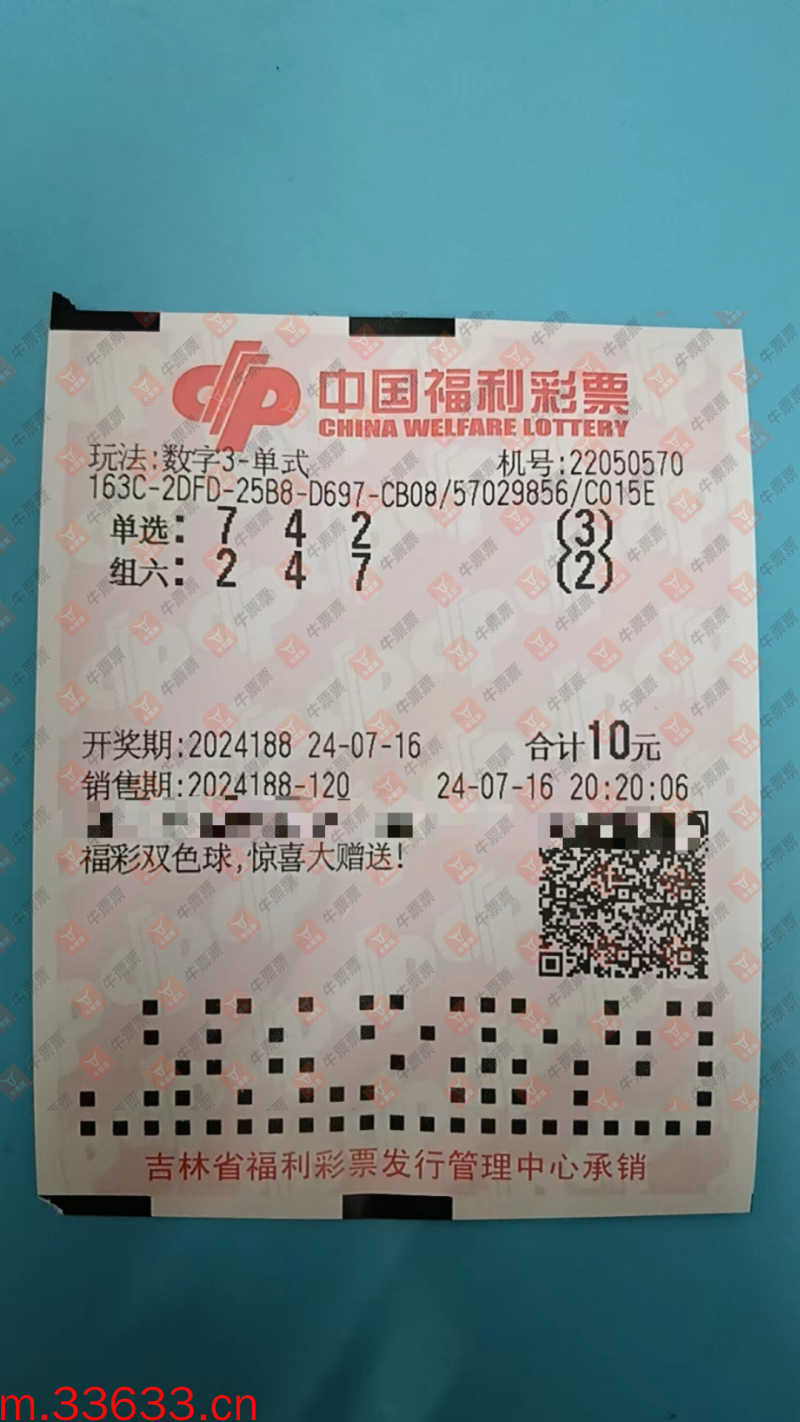 中国福利彩票
CHINA WELFARE LOTTERY
玩法:数字3-单式 机号:22050570
163C-2DFD-25B8-D697-CB08/57029856/C015E
单选: 7 4 2 (3)
组六: 2 4 7 (2)
开奖期:2024188 24-07-16 合计10元
销售期:2024188-120 24-07-16 20:20:06
福彩双色球,惊喜大赠送!
吉林省福利彩票发行管理中心承销
m.33633.cn
牛票票